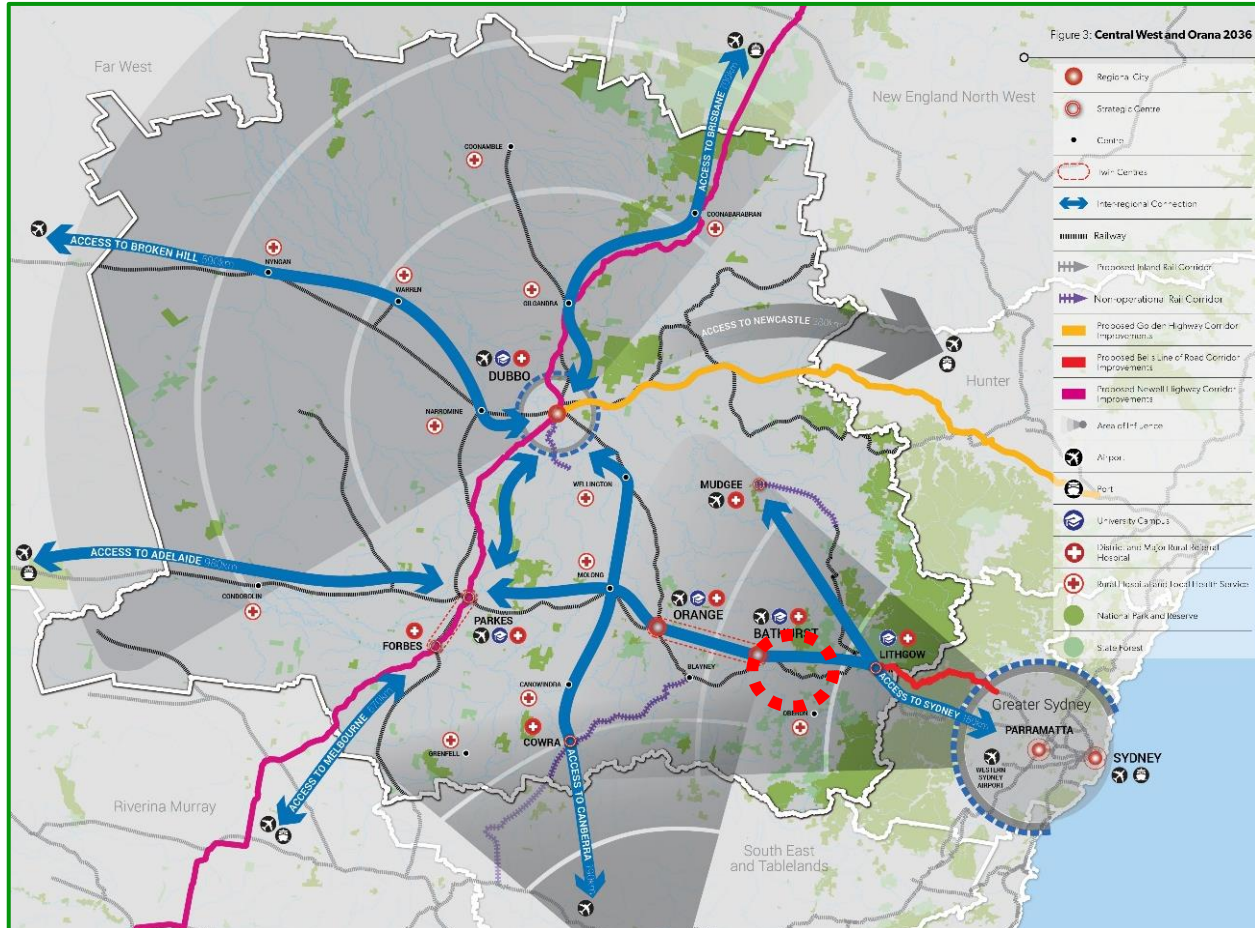 Figure 3: Central West and Orana 2036
Regional City
Strategic Centre
Centre
Twin Centres
Inter-regional Connection
Railway
Proposed Inland Rail Corridor
Non-operational Rail Corridor
Proposed Golden Highway Corridor
Improvements
Proposed Bells Line of Road Corridor
Improvements
Proposed Newell Highway Corridor
Improvements
Area of Influence
Airport
Port
University Campus
District and Major Rural Referral
Hospital
Rural Hospital and Local Health Service
National Park and Reserve
State Forest
Far West
New England North West
ACCESS TO BRISBANE
COONAMBLE
COONABARABRAN
ACCESS TO BROKEN HILL
NYNGAN
WARREN
GILGANDRA
ACCESS TO NEWCASTLE
DUBBO
Hunter
NARROMINE
WELLINGTON
MUDGEE
ACCESS TO ADELAIDE 980km
CONDOBOLIN
MOLONG
PARKES
ORANGE
BATHURST
LITHGOW
FORBES
BLAYNEY
CANOWINDRA
OBERON
ACCESS TO SYDNEY
Greater Sydney
PARRAMATTA
SYDNEY
WESTERN
SYDNEY
AIRPORT
COWRA
GRENFELL
ACCESS TO MELBOURNE
ACCESS TO CANBERRA
Riverina Murray
South East
and Tablelands